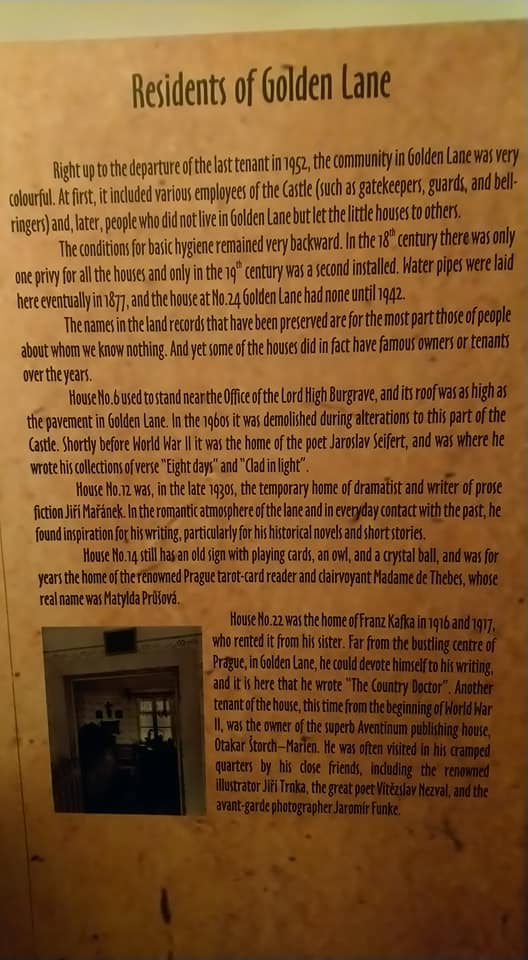 Residents of Golden Lane
Right up to the departure of the last tenant in 1952, the community in Golden Lane was very
colourful. At first, it included various employees of the Castle (such as gatekeepers, guards, and bell-
ringers) and, later, people who did not live in Golden Lane but let the little houses to others.
The conditions for basic hygiene remained very backward. In the 18th century there was only
one privy for all the houses and only in the 19th century was a second installed. Water pipes were laid
here eventually in 1877, and the house at No.24 Golden Lane had none until 1942.
The names in the land records that have been preserved are for the most part those of people
about whom we know nothing. And yet some of the houses did in fact have famous owners or tenants
over the years.
House No.6 used to stand near the Office of the Lord High Burgrave, and its roof was as high as
the pavement in Golden Lane. In the 1960s it was demolished during alterations to this part of the
Castle. Shortly before World War II it was the home of the poet Jaroslav Seifert, and was where he
wrote his collections of verse "Eight days" and "Clad in light".
House No.12 was, in the late 1930s, the temporary home of dramatist and writer of prose
fiction Jiří Mařánek. In the romantic atmosphere of the lane and in everyday contact with the past, he
found inspiration for his writing, particularly for his historical novels and short stories.
House No.14 still has an old sign with playing cards, an owl, and a crystal ball, and was for
years the home of the renowned Prague tarot-card reader and clairvoyant Madame de Thebes, whose
real name was Matylda Průšová.
House No.22 was the home of Franz Kafka in 1916 and 1917,
who rented it from his sister. Far from the bustling centre of
Prague, in Golden Lane, he could devote himself to his writing,
and it is here that he wrote "The Country Doctor". Another
tenant of the house, this time from the beginning of World War
II, was the owner of the superb Aventinum publishing house,
Otakar Štorch–Marien. He was often visited in his cramped
quarters by his close friends, including the renowned
illustrator Jiří Trnka, the great poet Vítězslav Nezval, and the
avant-garde photographer Jaromír Funke.